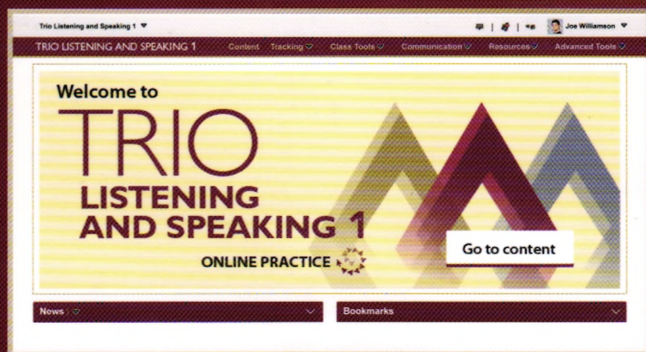 Trio Listening and Speaking 1
Joe Williamson
TRIO LISTENING AND SPEAKING 1 Content Tracking Class Tools Communication Resources Advanced Tools
Welcome to
TRIO
LISTENING
AND SPEAKING 1
ONLINE PRACTICE
Go to content
News Bookmarks